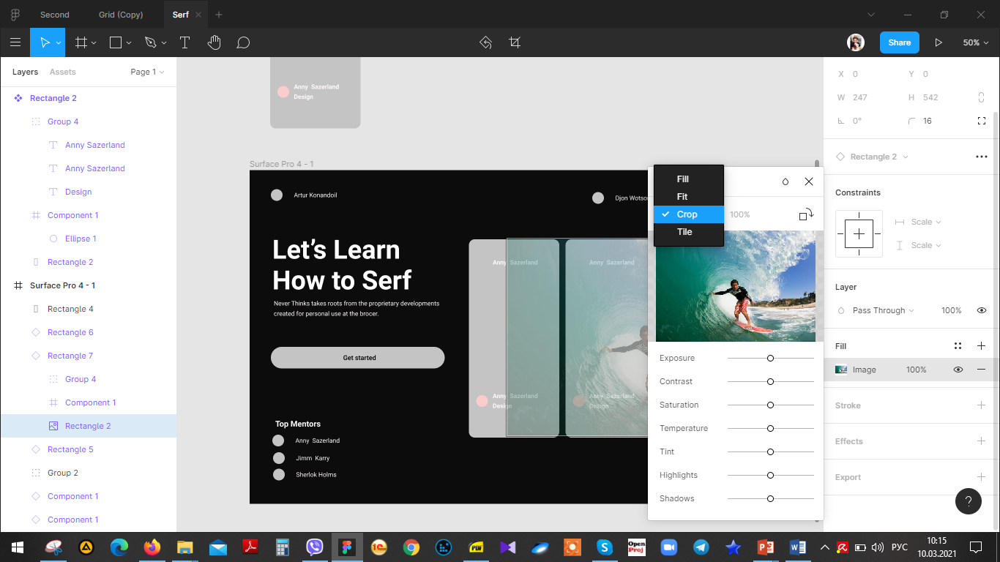 Second
Grid (Copy)
Serf
Share
50%
Layers
Assets
Page 1
Rectangle 2
Group 4
Anny Sazerland
Anny Sazerland
Design
Component 1
Ellipse 1
Rectangle 2
Surface Pro 4 - 1
Rectangle 4
Rectangle 6
Rectangle 7
Group 4
Component 1
Rectangle 2
Rectangle 5
Group 2
Component 1
Component 1
Anny Sazerland
Design
Surface Pro 4 - 1
Artur Konandoil
Djon Wotso
Let’s Learn
How to Serf
Never Thinks takes roots from the proprietary developments
created for personal use at the brocer.
Get started
Top Mentors
Anny Sazerland
Jimm Karry
Sherlok Holms
Anny Sazerland
Anny Sazerland
Anny Sazerland
Design
Anny Sazerland
Design
Fill
Fit
Crop
Tile
100%
Exposure
Contrast
Saturation
Temperature
Tint
Highlights
Shadows
X 0
Y 0
W 247
H 542
0°
16
Rectangle 2
Constraints
Scale
Scale
Layer
Pass Through
100%
Fill
Image
100%
Stroke
Effects
Export
?
PDF
Open
Proj
РУС
10:15
10.03.2021